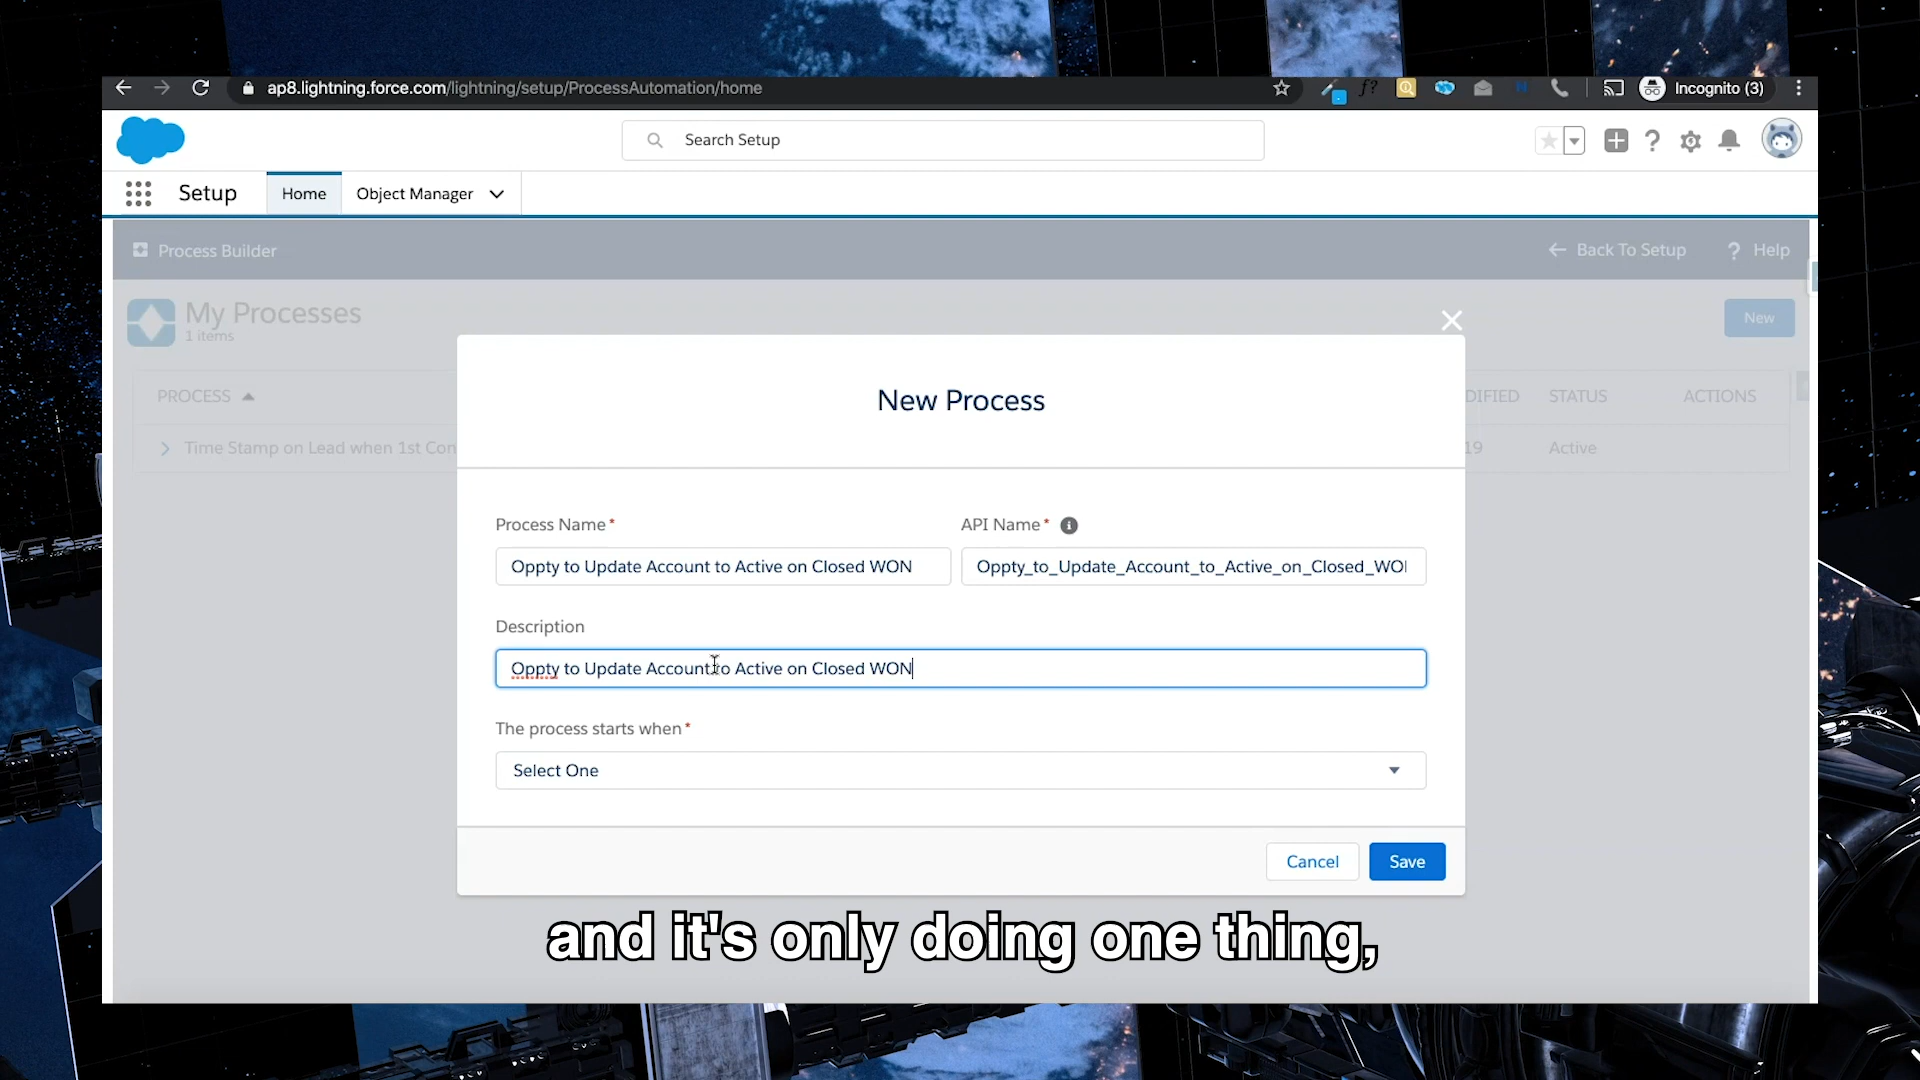 ap8.lightning.force.com/lightning/setup/ProcessAutomation/home
f?
Incognito (3)
Search Setup
Setup
Home
Object Manager
Process Builder
Back To Setup
? Help
My Processes
1 items
New
PROCESS
DIFIED
STATUS
ACTIONS
Time Stamp on Lead when 1st Con
19
Active
New Process
Process Name*
API Name*
Oppty to Update Account to Active on Closed WON
Oppty_to_Update_Account_to_Active_on_Closed_WO
Description
Oppty to Update Account to Active on Closed WON
The process starts when*
Select One
Cancel
Save
and it's only doing one thing,